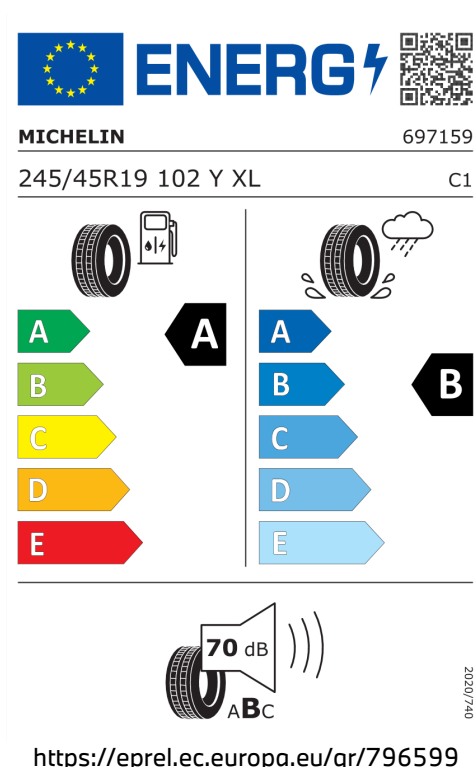 ENERG
MICHELIN 697159
245/45R19 102 Y XL C1
A A A
B B B
C C
D D
E E
70 dB
ABC
2020/740
https://eprel.ec.europa.eu/qr/796599